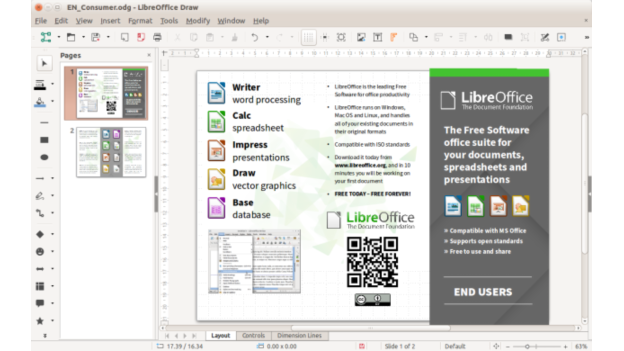 EN_Consumer.odg - LibreOffice Draw
File Edit View Insert Format Tools Modify Window Help
Pages
1
2
Writer
word processing
Calc
spreadsheet
Impress
presentations
Draw
vector graphics
Base
database
• LibreOffice is the leading Free
Software for office productivity
• LibreOffice runs on Windows,
Mac OS and Linux, and handles
all of your existing documents in
their original formats
• Compatible with ISO standards
• Download it today from
www.libreoffice.org, and in 10
minutes you will be working on
your first document
• FREE TODAY – FREE FOREVER!
LibreOffice
The Document Foundation
LibreOffice
The Document Foundation
The Free Software
office suite for
your documents,
spreadsheets and
presentations
» Compatible with MS Office
» Supports open standards
» Free to use and share
END USERS
Layout Controls Dimension Lines
17.39 / 16.34 0.00 x 0.00 Slide 1 of 2 Default 63%